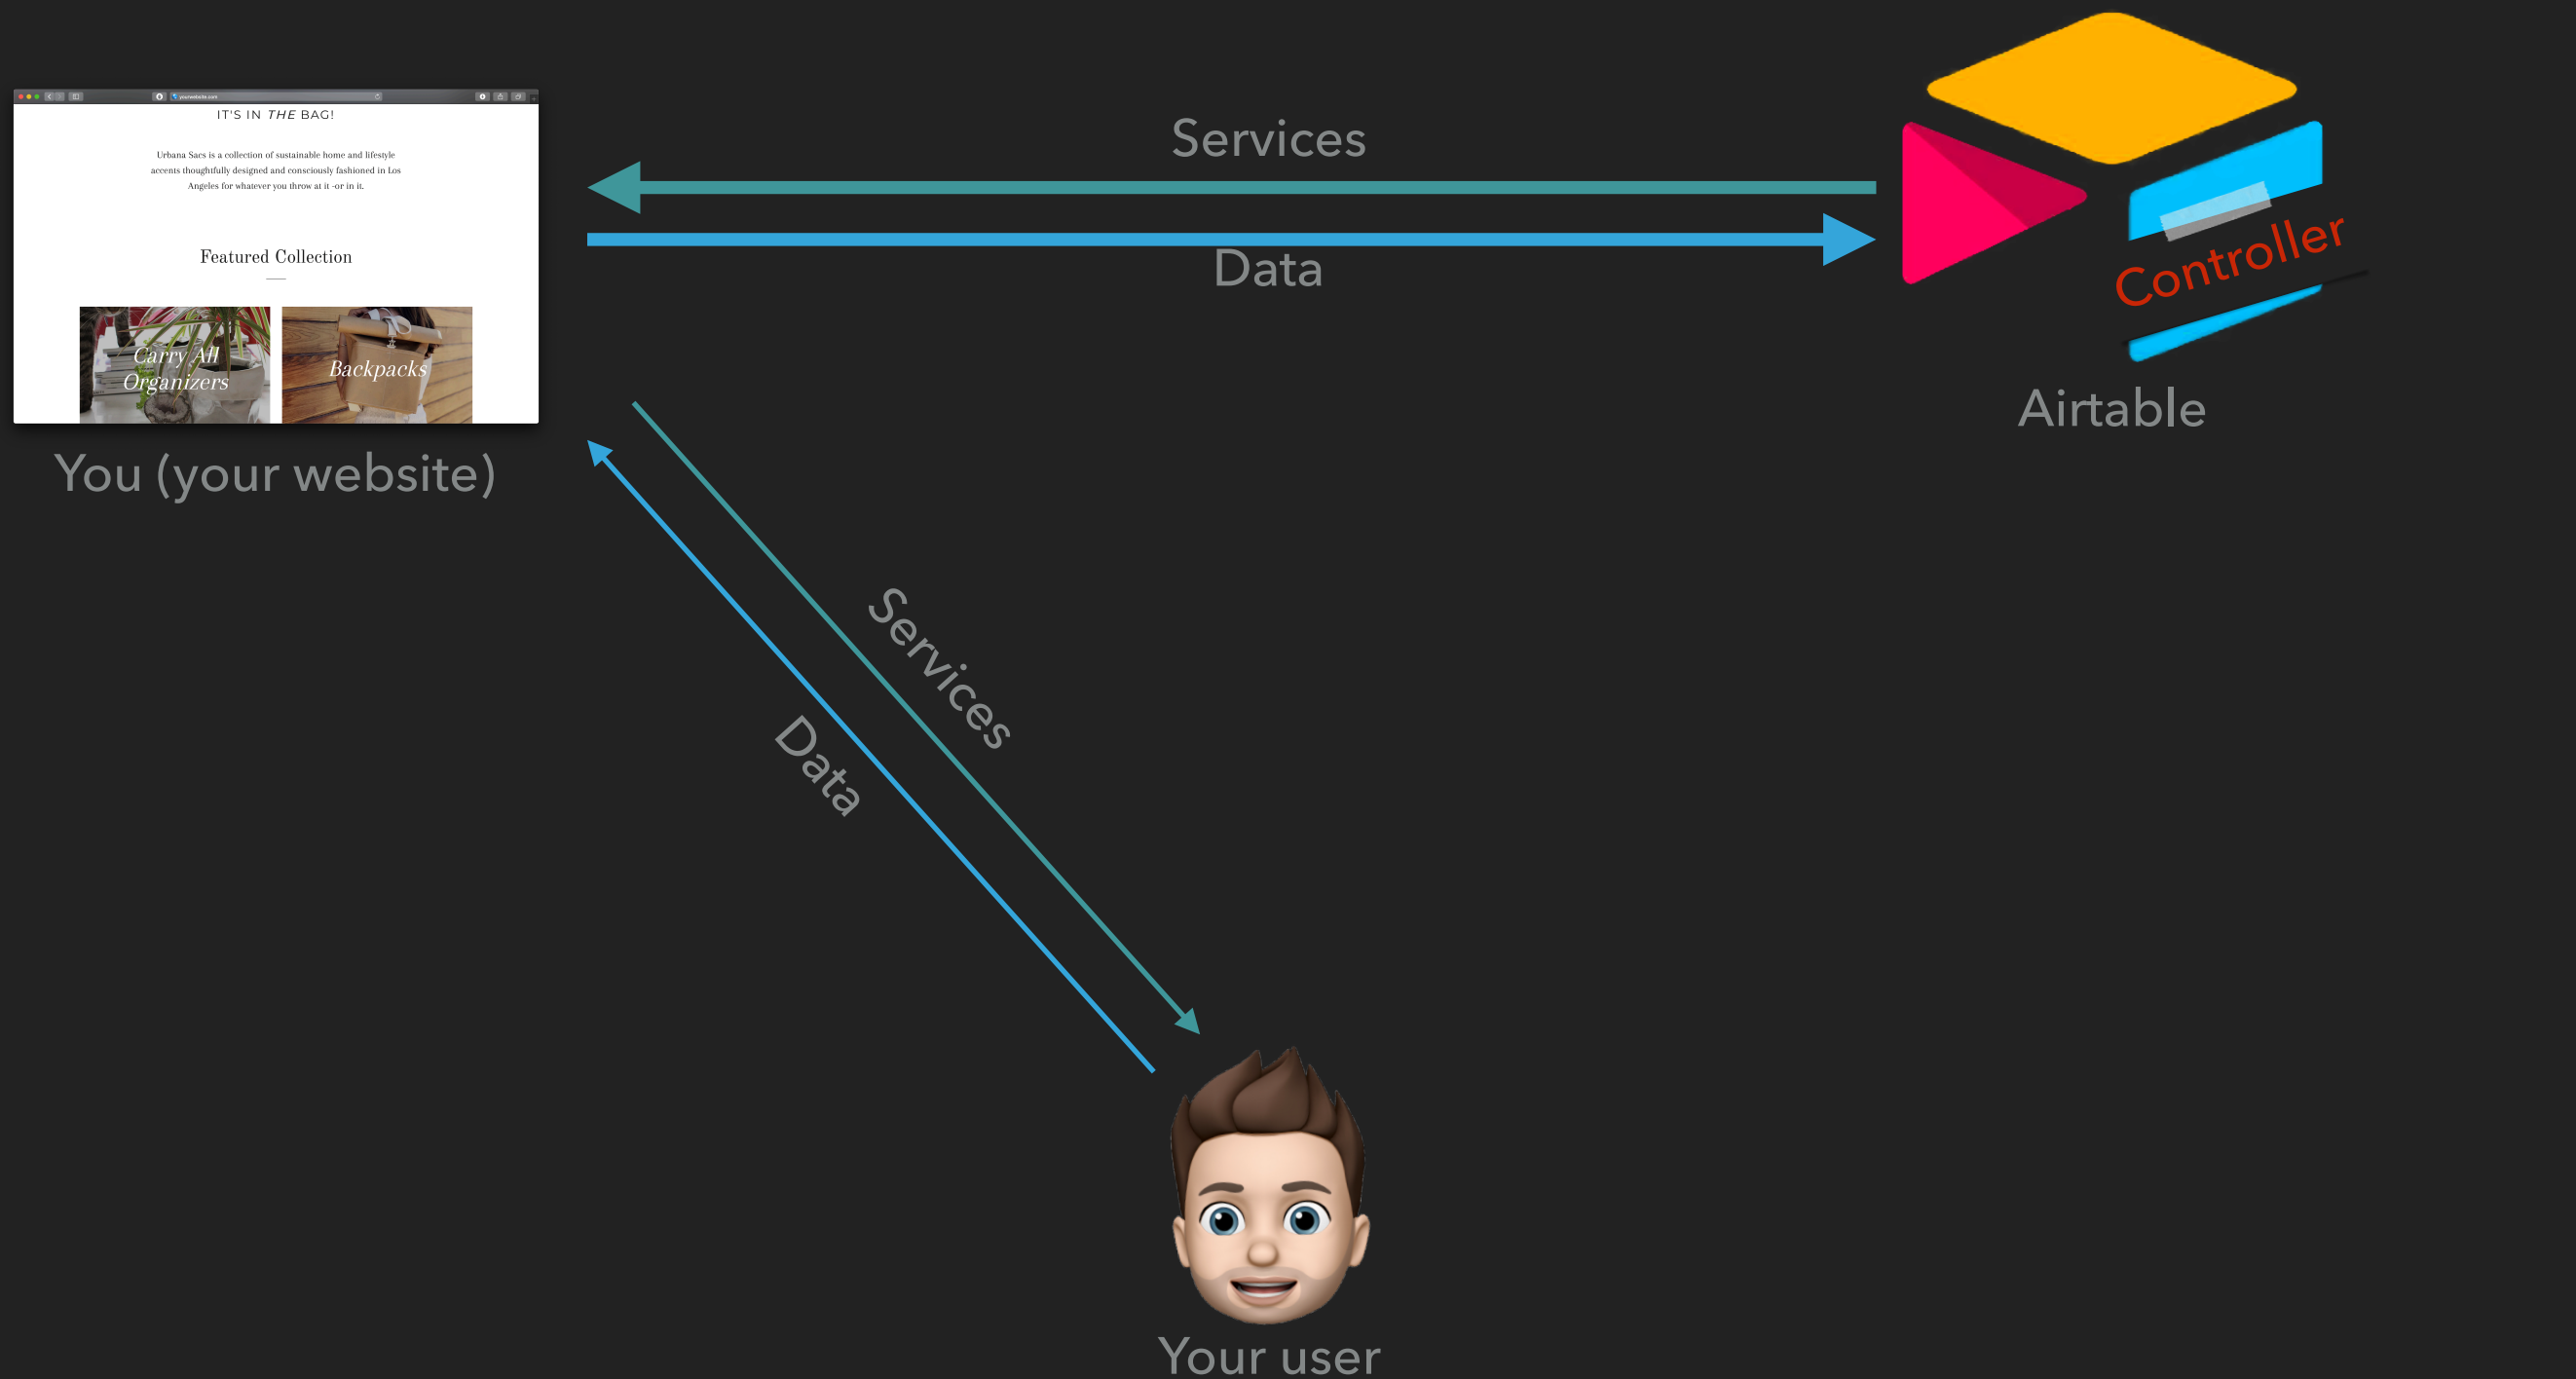 yourwebsite.com
IT'S IN THE BAG!
Urbana Sacs is a collection of sustainable home and lifestyle
accents thoughtfully designed and consciously fashioned in Los
Angeles for whatever you throw at it -or in it.
Featured Collection
Carry All
Organizers
Backpacks
You (your website)
Services
Data
Controller
Airtable
Services
Data
Your user